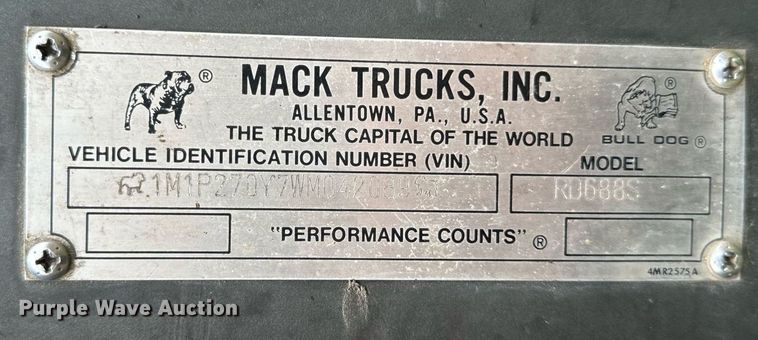 MACK TRUCKS, INC.
ALLENTOWN, PA., U.S.A.
THE TRUCK CAPITAL OF THE WORLD
BULL DOG ®
VEHICLE IDENTIFICATION NUMBER (VIN)
MODEL
RD688S
"PERFORMANCE COUNTS" ®
4MR2575A
Purple Wave Auction